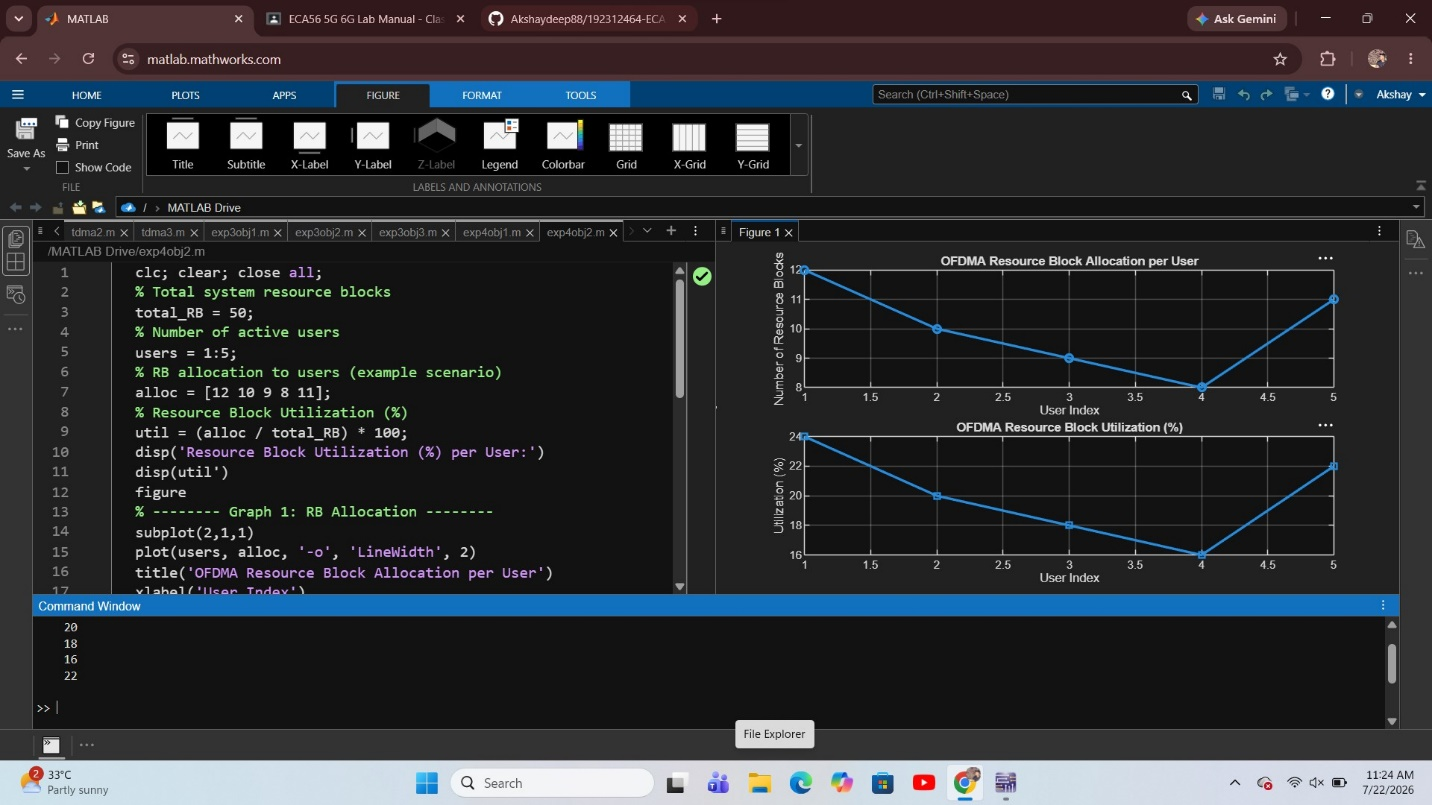 MATLAB
ECA56 5G 6G Lab Manual - Clas
Akshaydeep88/192312464-ECA
Ask Gemini
matlab.mathworks.com
HOME PLOTS APPS FIGURE FORMAT TOOLS
Search (Ctrl+Shift+Space)
Akshay
Save As
Copy Figure
Print
Show Code
FILE
Title Subtitle X-Label Y-Label Z-Label Legend Colorbar Grid X-Grid Y-Grid
LABELS AND ANNOTATIONS
/ › MATLAB Drive
tdma2.m tdma3.m exp3obj1.m exp3obj2.m exp3obj3.m exp4obj1.m exp4obj2.m
/MATLAB Drive/exp4obj2.m
1 clc; clear; close all;
2 % Total system resource blocks
3 total_RB = 50;
4 % Number of active users
5 users = 1:5;
6 % RB allocation to users (example scenario)
7 alloc = [12 10 9 8 11];
8 % Resource Block Utilization (%)
9 util = (alloc / total_RB) * 100;
10 disp('Resource Block Utilization (%) per User:')
11 disp(util')
12 figure
13 % -------- Graph 1: RB Allocation --------
14 subplot(2,1,1)
15 plot(users, alloc, '-o', 'LineWidth', 2)
16 title('OFDMA Resource Block Allocation per User')
17 xlabel('User Index')
Figure 1
OFDMA Resource Block Allocation per User
Number of Resource Blocks
12
11
10
9
8
1 1.5 2 2.5 3 3.5 4 4.5 5
User Index
OFDMA Resource Block Utilization (%)
Utilization (%)
24
22
20
18
16
1 1.5 2 2.5 3 3.5 4 4.5 5
User Index
Command Window
20
18
16
22
>>
File Explorer
2
33°C
Partly sunny
Search
11:24 AM
7/22/2026